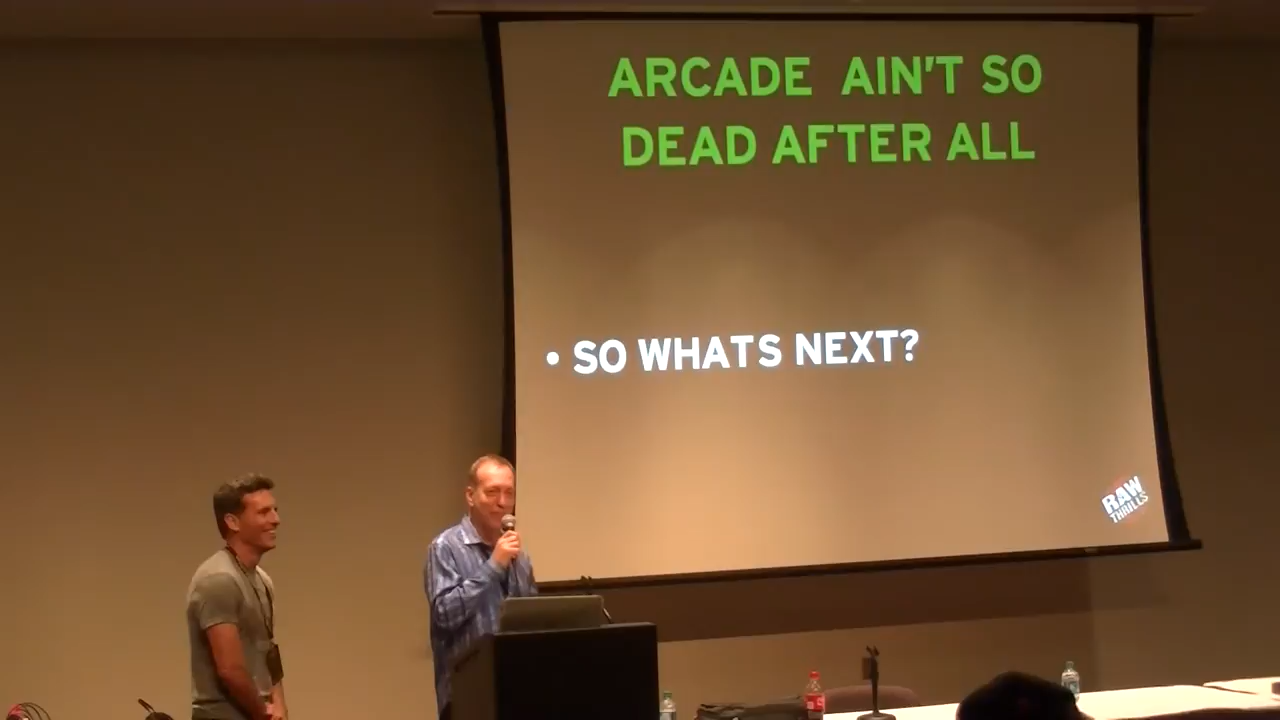 ARCADE AIN'T SO
DEAD AFTER ALL
• SO WHATS NEXT?
RAW
THRILLS